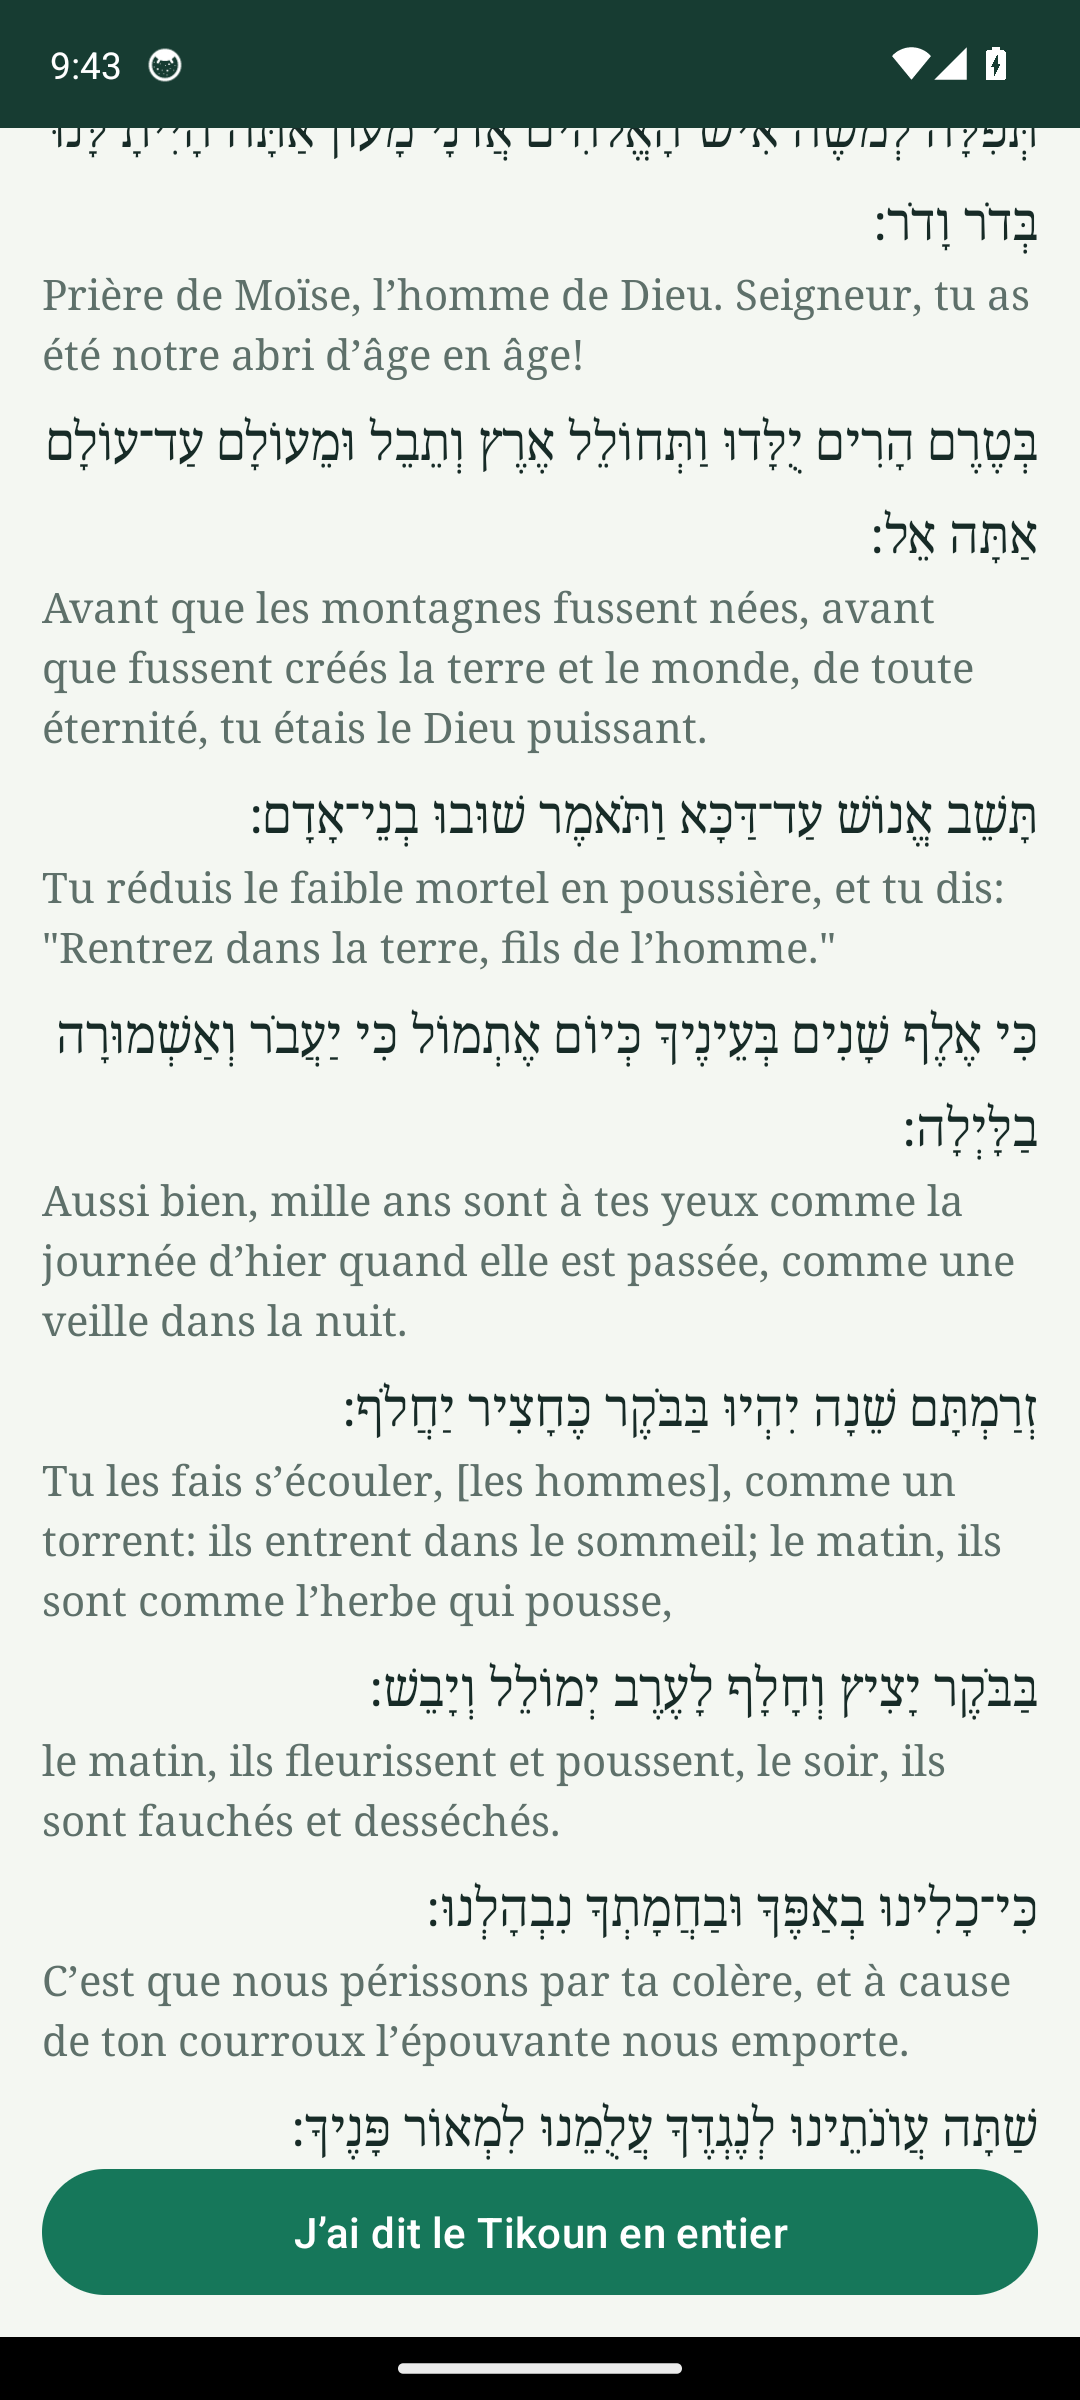 9:43
תְּפִלָּה לְמֹשֶׁה אִישׁ הָאֱלֹהִים אֲדֹנָי מָעוֹן אַתָּה הָיִיתָ לָּנוּ
בְּדֹר וָדֹר׃
Prière de Moïse, l’homme de Dieu. Seigneur, tu as
été notre abri d’âge en âge!
בְּטֶרֶם הָרִים יֻלָּדוּ וַתְּחוֹלֵל אֶרֶץ וְתֵבֵל וּמֵעוֹלָם עַד־עוֹלָם
אַתָּה אֵל׃
Avant que les montagnes fussent nées, avant
que fussent créés la terre et le monde, de toute
éternité, tu étais le Dieu puissant.
תָּשֵׁב אֱנוֹשׁ עַד־דַּכָּא וַתֹּאמֶר שׁוּבוּ בְנֵי־אָדָם׃
Tu réduis le faible mortel en poussière, et tu dis:
"Rentrez dans la terre, fils de l’homme."
כִּי אֶלֶף שָׁנִים בְּעֵינֶיךָ כְּיוֹם אֶתְמוֹל כִּי יַעֲבֹר וְאַשְׁמוּרָה
בַלָּיְלָה׃
Aussi bien, mille ans sont à tes yeux comme la
journée d’hier quand elle est passée, comme une
veille dans la nuit.
זְרַמְתָּם שֵׁנָה יִהְיוּ בַּבֹּקֶר כֶּחָצִיר יַחֲלֹף׃
Tu les fais s’écouler, [les hommes], comme un
torrent: ils entrent dans le sommeil; le matin, ils
sont comme l’herbe qui pousse,
בַּבֹּקֶר יָצִיץ וְחָלָף לָעֶרֶב יְמוֹלֵל וְיָבֵשׁ׃
le matin, ils fleurissent et poussent, le soir, ils
sont fauchés et desséchés.
כִּי־כָלִינוּ בְאַפֶּךָ וּבַחֲמָתְךָ נִבְהָלְנוּ׃
C’est que nous périssons par ta colère, et à cause
de ton courroux l’épouvante nous emporte.
שַׁתָּה עֲוֺנֹתֵינוּ לְנֶגְדֶּךָ עֲלֻמֵנוּ לִמְאוֹר פָּנֶיךָ׃
J’ai dit le Tikoun en entier